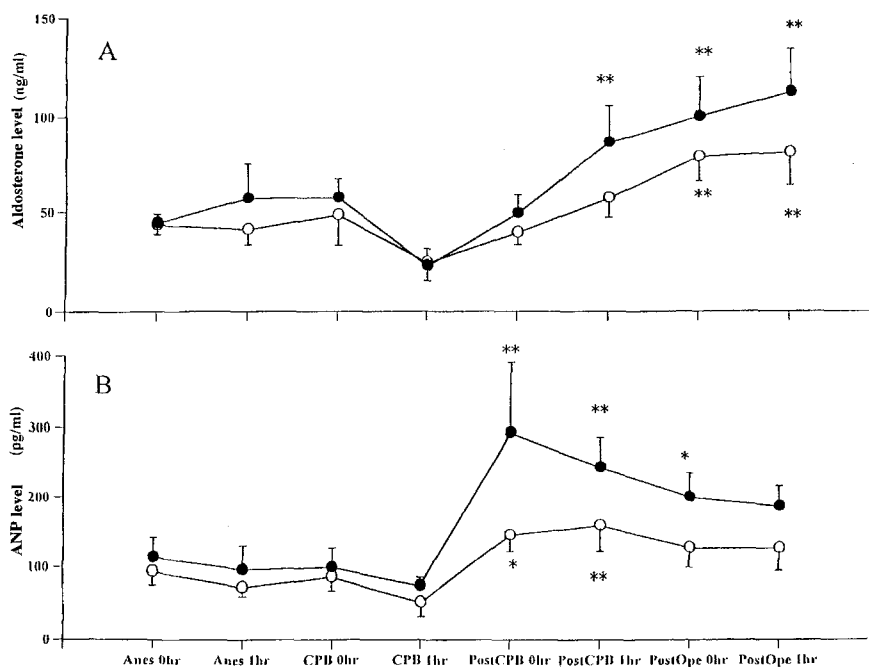 A
Aldosterone level (ng/ml)
150
100
50
0
**
**
**
**
**
B
ANP level (pg/ml)
400
300
200
100
0
**
**
*
*
**
Anes 0hr
Anes 1hr
CPB 0hr
CPB 1hr
PostCPB 0hr
PostCPB 1hr
PostOpe 0hr
PostOpe 1hr